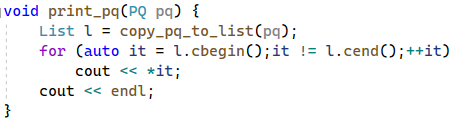 void print_pq(PQ pq) {
    List l = copy_pq_to_list(pq);
    for (auto it = l.cbegin();it != l.cend();++it)
        cout << *it;
    cout << endl;
}